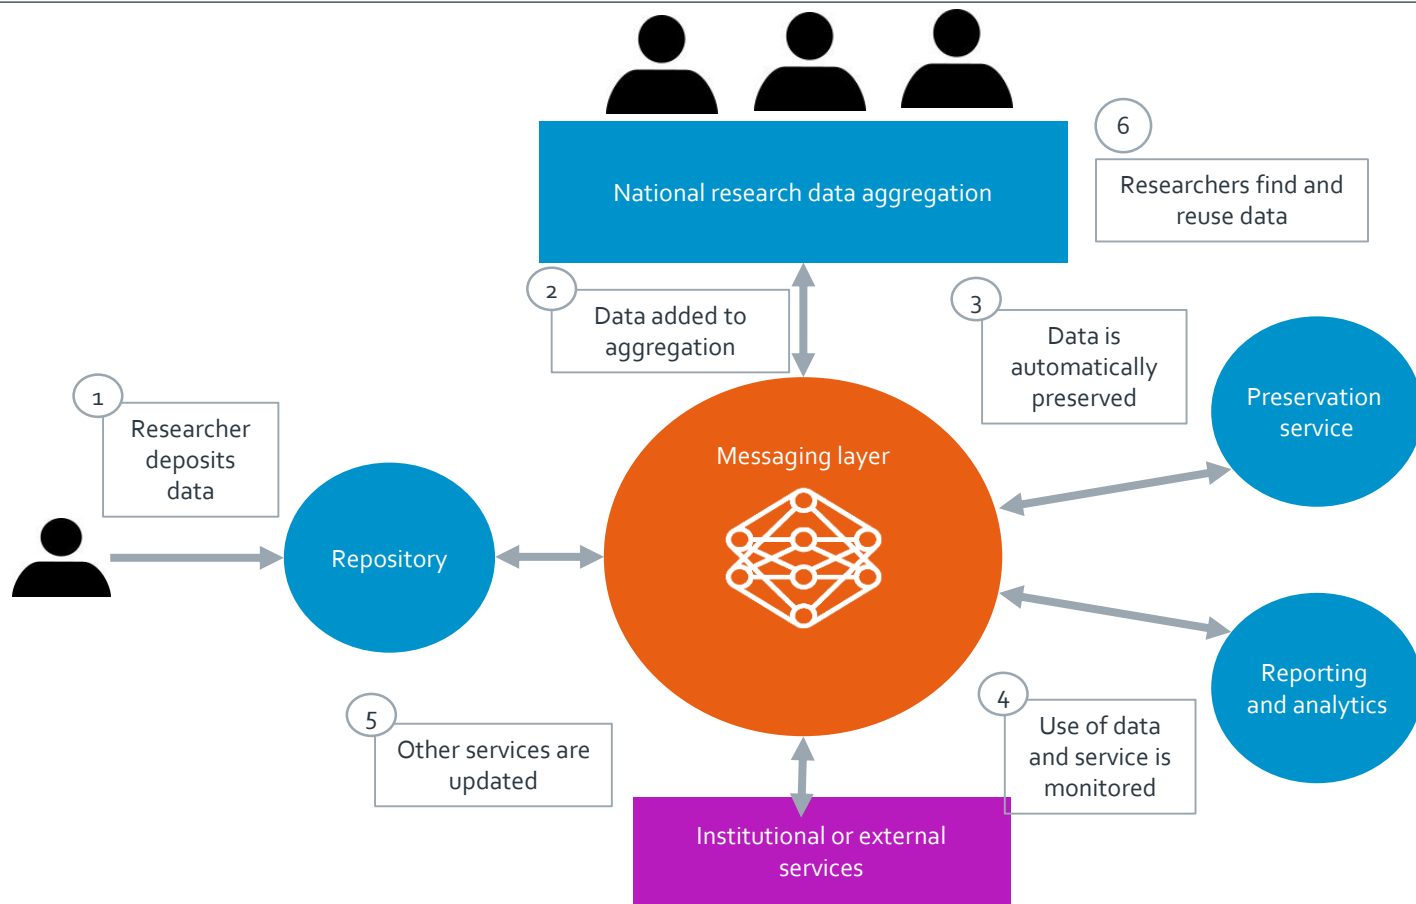 6
National research data aggregation
Researchers find and
reuse data
2
Data added to
aggregation
3
Data is
automatically
preserved
Preservation
service
1
Researcher
deposits
data
Messaging layer
Repository
5
Other services are
updated
4
Use of data
and service is
monitored
Reporting
and analytics
Institutional or external
services